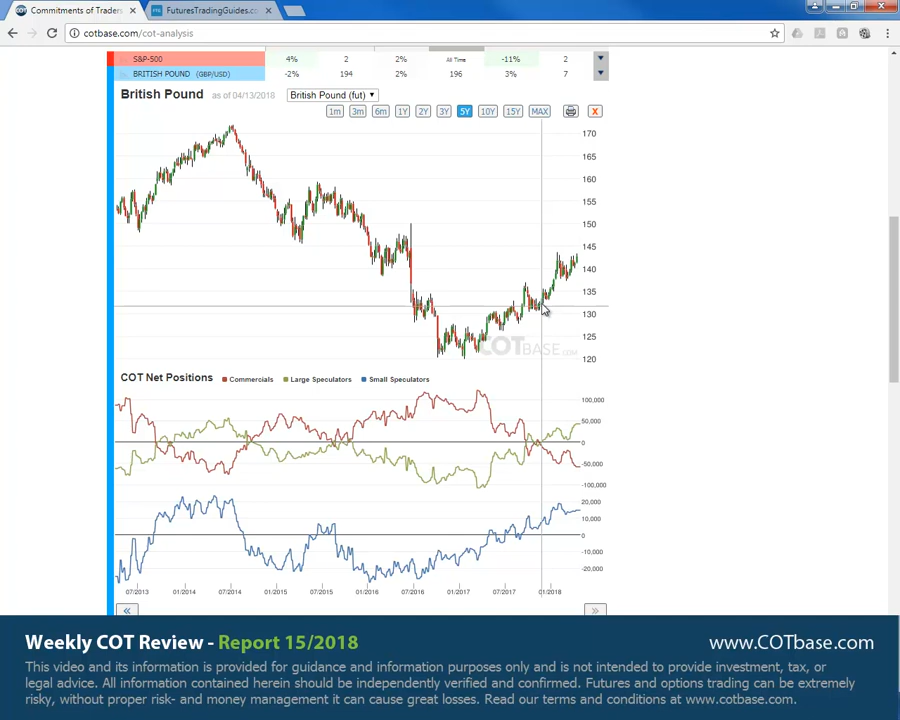 Commitments of Traders ×
FuturesTradingGuides.co: ×
cotbase.com/cot-analysis
S&P-500 4% 2 2% All Time -11% 2
BRITISH POUND (GBP/USD) -2% 194 2% 196 3% 7
British Pound as of 04/13/2018 British Pound (fut)
1m 3m 6m 1Y 2Y 3Y 5Y 10Y 15Y MAX X
170
165
160
155
150
145
140
135
130
125
120
COTBASE.COM
COT Net Positions Commercials Large Speculators Small Speculators
100,000
50,000
0
-50,000
-100,000
20,000
10,000
0
-10,000
-20,000
07/2013 01/2014 07/2014 01/2015 07/2015 01/2016 07/2016 01/2017 07/2017 01/2018
« »
Weekly COT Review - Report 15/2018 www.COTbase.com
This video and its information is provided for guidance and information purposes only and is not intended to provide investment, tax, or
legal advice. All information contained herein should be independently verified and confirmed. Futures and options trading can be extremely
risky, without proper risk- and money management it can cause great losses. Read our terms and conditions at www.cotbase.com.